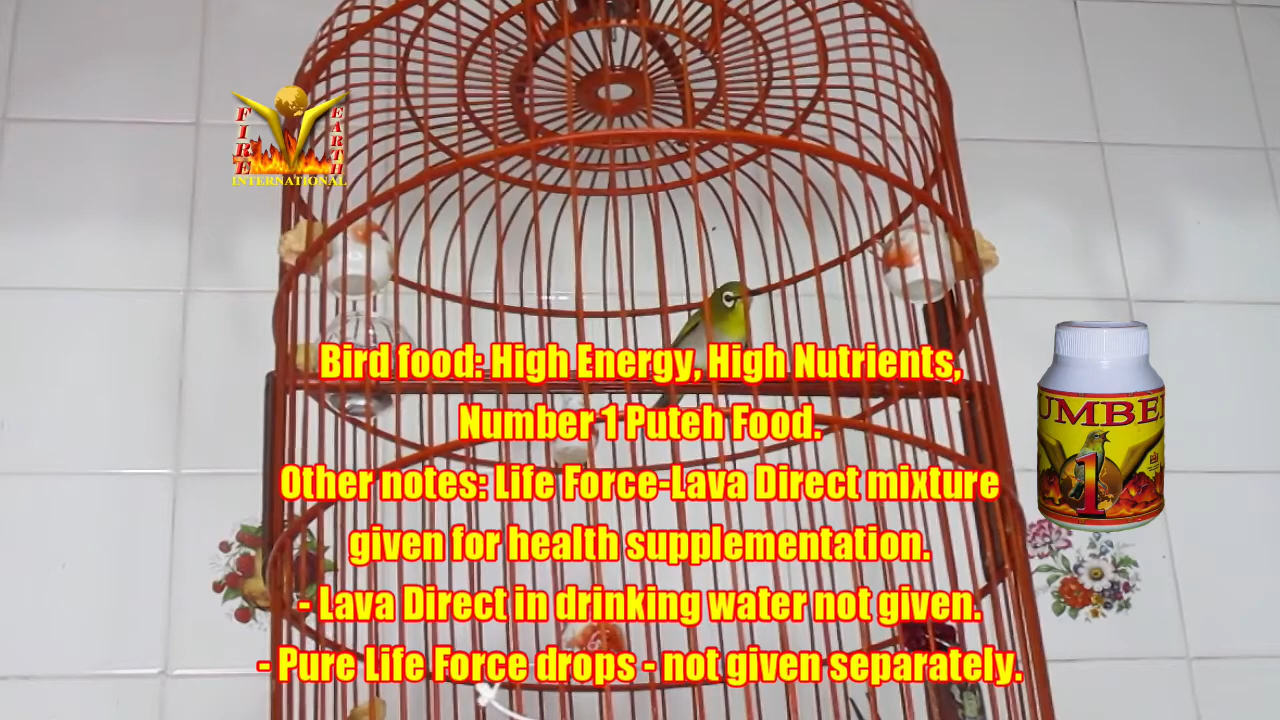 FIRE
EARTH
INTERNATIONAL
Bird food: High Energy, High Nutrients,
Number 1 Puteh Food.
UMBE
1
Other notes: Life Force-Lava Direct mixture
given for health supplementation.
- Lava Direct in drinking water not given.
- Pure Life Force drops - not given separately.